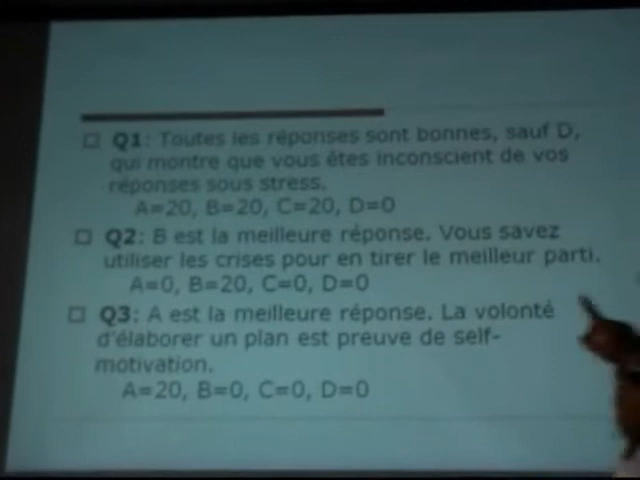 Q1: Toutes les réponses sont bonnes, sauf D,
qui montre que vous êtes inconscient de vos
réponses sous stress.
A=20, B=20, C=20, D=0
Q2: B est la meilleure réponse. Vous savez
utiliser les crises pour en tirer le meilleur parti.
A=0, B=20, C=0, D=0
Q3: A est la meilleure réponse. La volonté
d'élaborer un plan est preuve de self-
motivation.
A=20, B=0, C=0, D=0